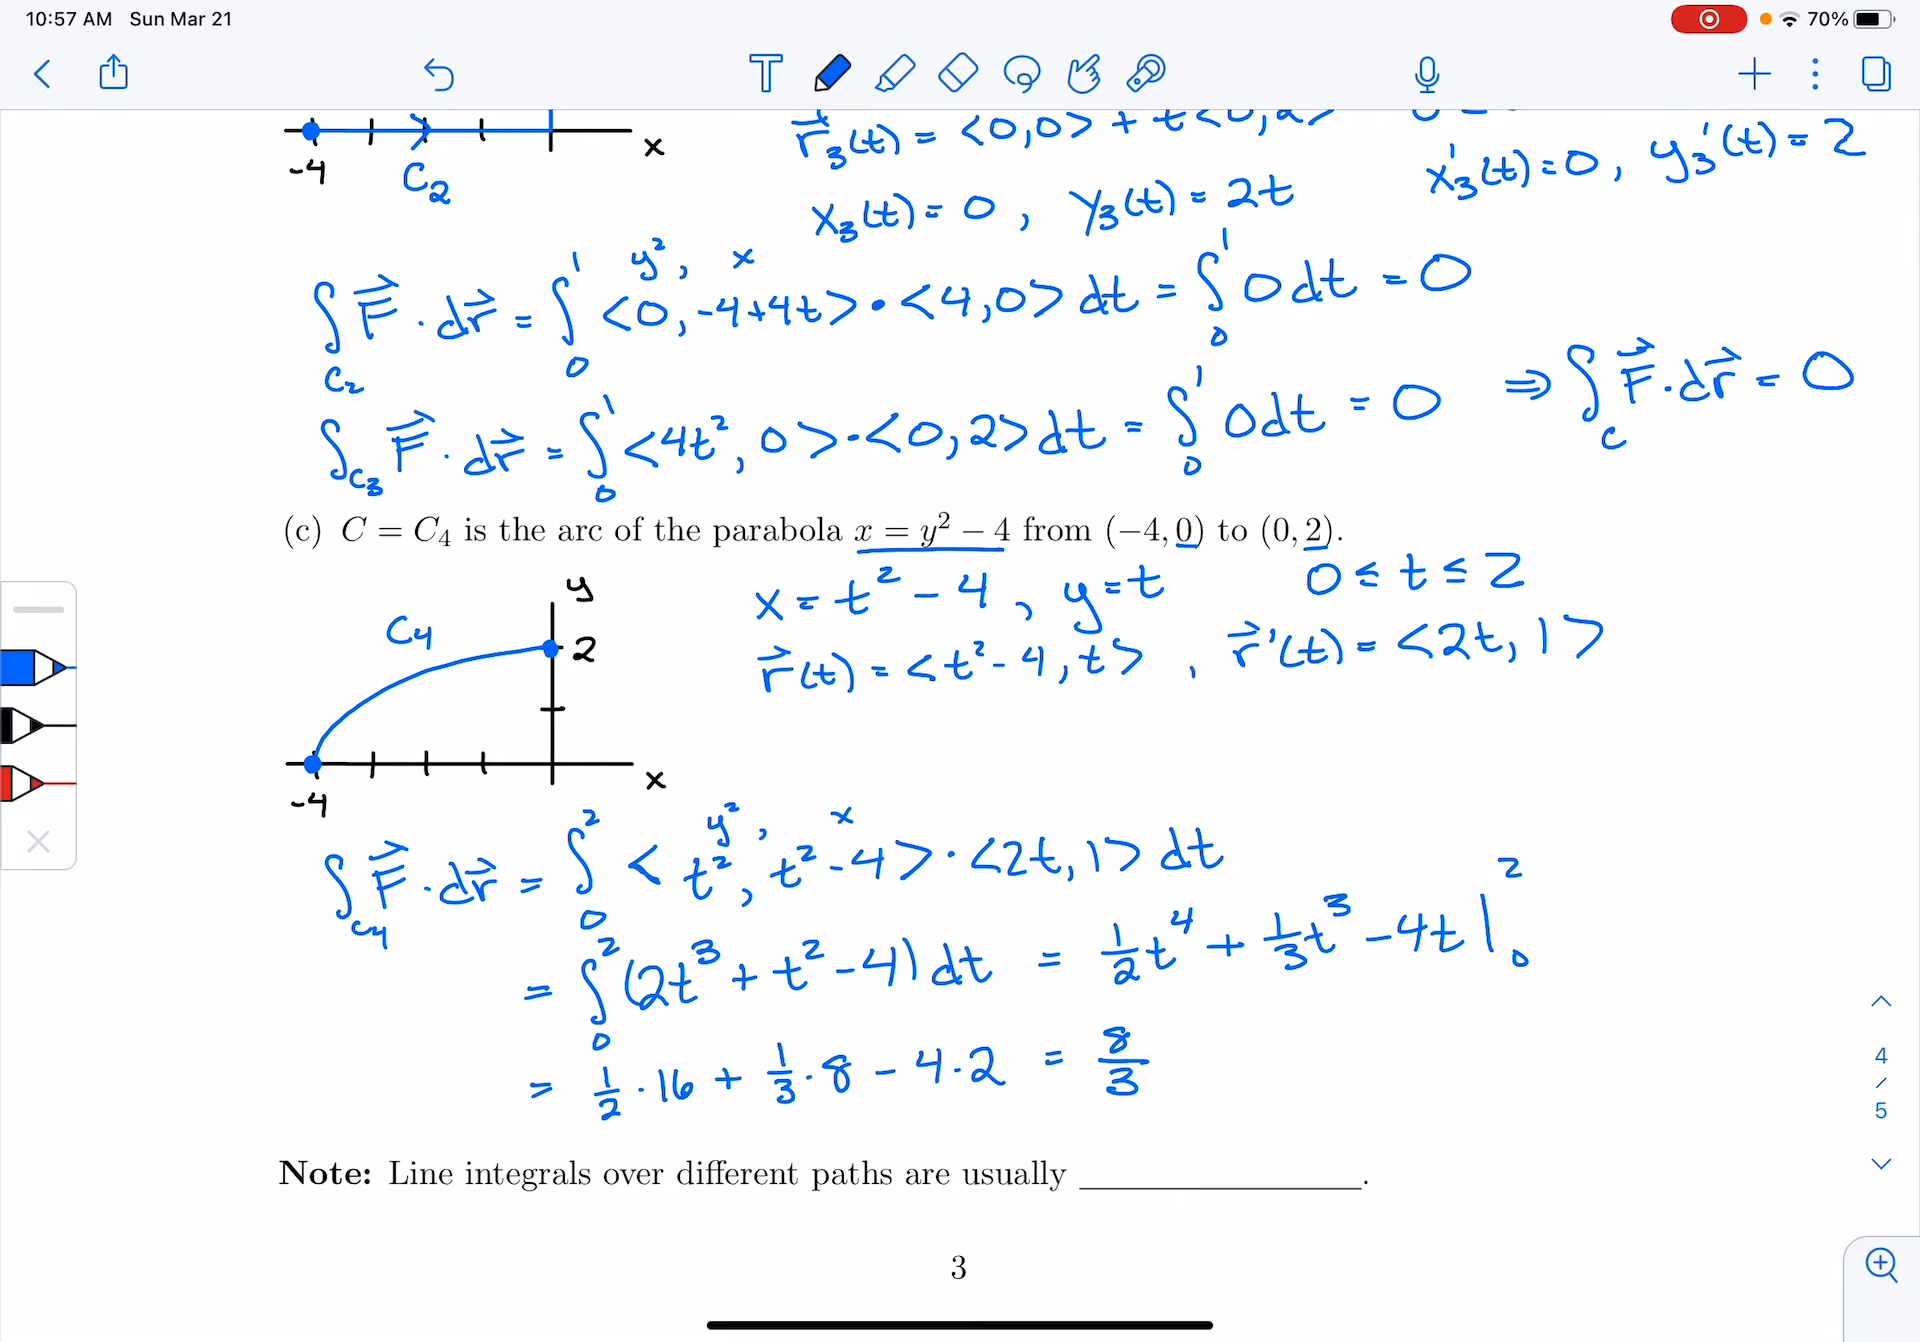 10:57 AM Sun Mar 21
70%
-4 C₂ x
r⃗₃(t) = <0,0> + t<0,2>
x₃'(t) = 0, y₃'(t) = 2
x₃(t) = 0, y₃(t) = 2t
y², x
∫_{C₂} F⃗ · dr⃗ = ∫₀¹ <0, -4+4t> · <4,0> dt = ∫₀¹ 0 dt = 0
∫_{C₃} F⃗ · dr⃗ = ∫₀¹ <4t², 0> · <0,2> dt = ∫₀¹ 0 dt = 0 ⇒ ∫_C F⃗ · dr⃗ = 0
(c) C = C₄ is the arc of the parabola x = y² − 4 from (−4, 0) to (0, 2).
x = t² - 4, y = t 0 ≤ t ≤ 2
r⃗(t) = <t² - 4, t>, r⃗'(t) = <2t, 1>
y
C₄ 2
x
-4
y², x
∫_{C₄} F⃗ · dr⃗ = ∫₀² <t², t² - 4> · <2t, 1> dt
= ∫₀² (2t³ + t² - 4) dt = ½t⁴ + ⅓t³ - 4t |₀²
= ½ · 16 + ⅓ · 8 - 4 · 2 = 8/3
Note: Line integrals over different paths are usually ________.
3
4
/
5